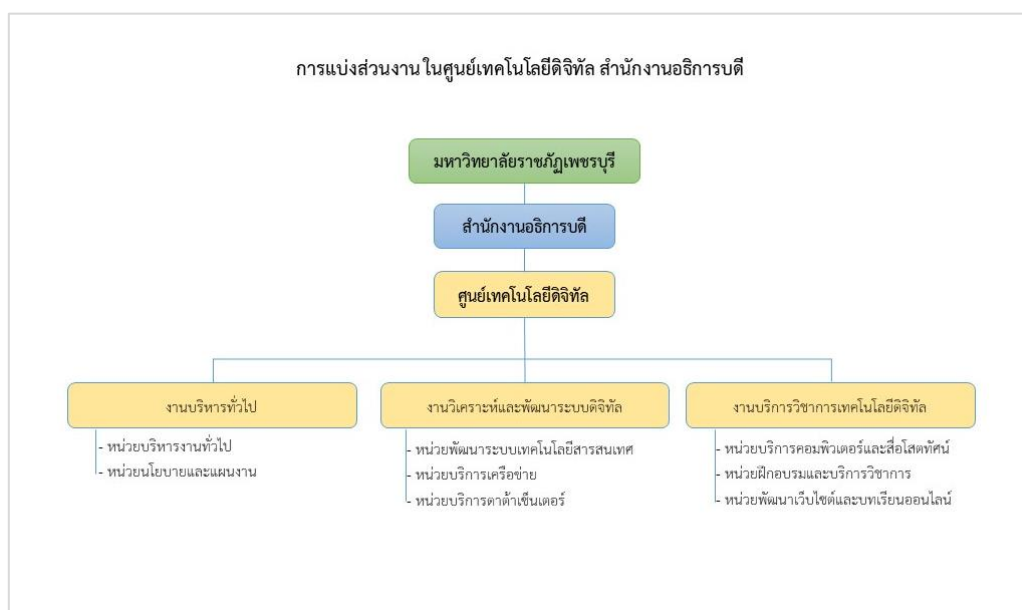 การแบ่งส่วนงาน ในศูนย์เทคโนโลยีดิจิทัล สำนักงานอธิการบดี
มหาวิทยาลัยราชภัฏเพชรบุรี
สำนักงานอธิการบดี
ศูนย์เทคโนโลยีดิจิทัล
งานบริหารทั่วไป
- หน่วยบริหารงานทั่วไป
- หน่วยนโยบายและแผนงาน
งานวิเคราะห์และพัฒนาระบบดิจิทัล
- หน่วยพัฒนาระบบเทคโนโลยีสารสนเทศ
- หน่วยบริการเครือข่าย
- หน่วยบริการดาต้าเซ็นเตอร์
งานบริการวิชาการเทคโนโลยีดิจิทัล
- หน่วยบริการคอมพิวเตอร์และสื่อโสตทัศน์
- หน่วยฝึกอบรมและบริการวิชาการ
- หน่วยพัฒนาเว็บไซต์และบทเรียนออนไลน์